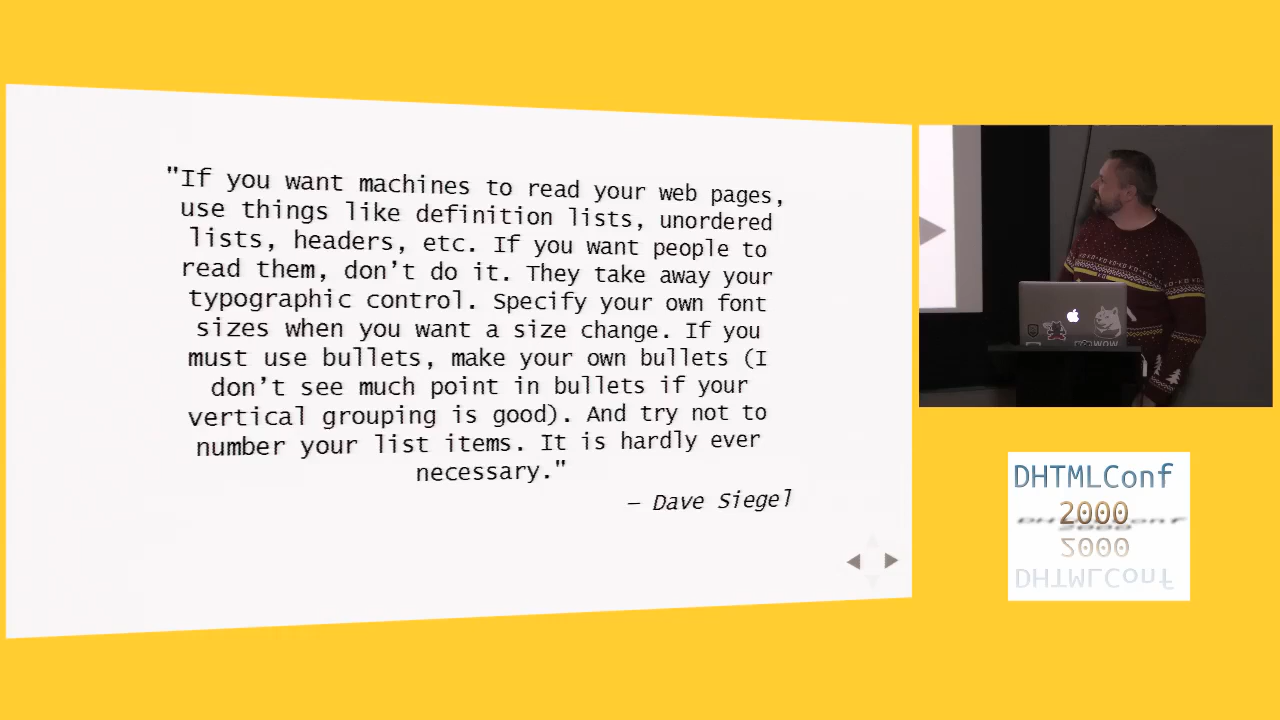 "If you want machines to read your web pages,
use things like definition lists, unordered
lists, headers, etc. If you want people to
read them, don’t do it. They take away your
typographic control. Specify your own font
sizes when you want a size change. If you
must use bullets, make your own bullets (I
don’t see much point in bullets if your
vertical grouping is good). And try not to
number your list items. It is hardly ever
necessary."
— Dave Siegel
WOW
DHTMLConf
2000
DHTMLConf
2000
2000
DHTMLConf